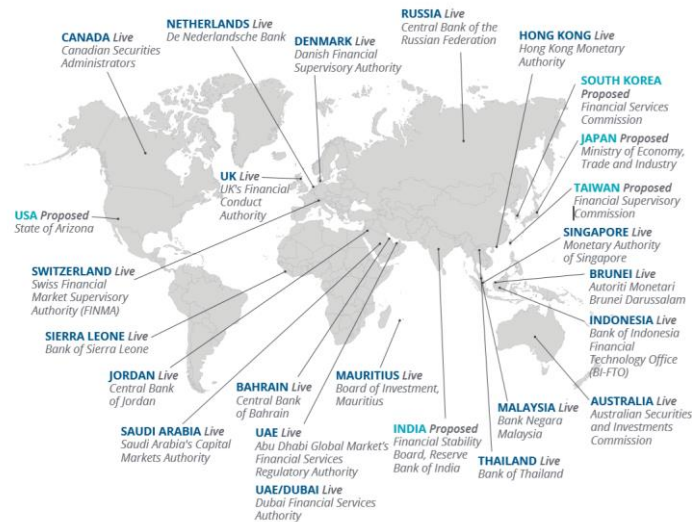 CANADA Live
Canadian Securities
Administrators
NETHERLANDS Live
De Nederlandsche Bank
DENMARK Live
Danish Financial
Supervisory Authority
RUSSIA Live
Central Bank of the
Russian Federation
HONG KONG Live
Hong Kong Monetary
Authority
SOUTH KOREA
Proposed
Financial Services
Commission
JAPAN Proposed
Ministry of Economy,
Trade and Industry
UK Live
UK's Financial
Conduct
Authority
TAIWAN Proposed
Financial Supervisory
Commission
USA Proposed
State of Arizona
SINGAPORE Live
Monetary Authority
of Singapore
SWITZERLAND Live
Swiss Financial
Market Supervisory
Authority (FINMA)
BRUNEI Live
Autoriti Monetari
Brunei Darussalam
SIERRA LEONE Live
Bank of Sierra Leone
INDONESIA Live
Bank of Indonesia
Financial
Technology Office
(BI-FTO)
JORDAN Live
Central Bank
of Jordan
BAHRAIN Live
Central Bank
of Bahrain
MAURITIUS Live
Board of Investment,
Mauritius
MALAYSIA Live
Bank Negara
Malaysia
AUSTRALIA Live
Australian Securities
and Investments
Commission
SAUDI ARABIA Live
Saudi Arabia's Capital
Markets Authority
UAE Live
Abu Dhabi Global Market's
Financial Services
Regulatory Authority
INDIA Proposed
Financial Stability
Board, Reserve
Bank of India
THAILAND Live
Bank of Thailand
UAE/DUBAI Live
Dubai Financial Services
Authority